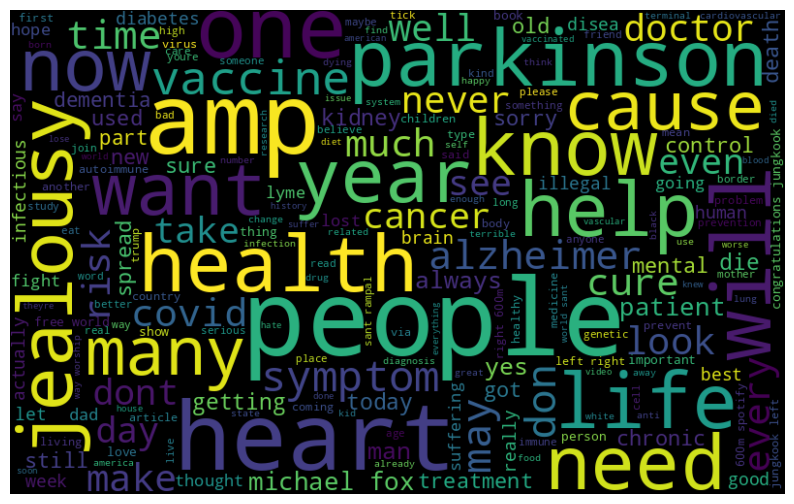 first
diabetes
one
well
old
disea
book
tick
terminal
cardiovascular
hope
time
high
virus
care
youre
someone
maybe
american
find
vaccinated
friend
born
now
vaccine
parkinson
doctor
death
dying
happy
kind
think
please
say
dementia
used
bad
amp
issue
system
never
something
cause
kidney
children
sorry
believe
mean
died
lose
join
part
research
diet
type
self
said
much
know
control
blood
jealousy
world
new
number
year
even
another
autoimmune
sure
lyme
see
illegal
going
border
infectious
study
want
history
enough
long
help
problem
will
prevention
congratulations jungkook
eat
take
change
suffer
lost
cancer
body
vascular
human
black
risk
thing
infection
related
brain
terrible
anyone
use
worse
spread
trump
health
always
alzheimer
mental
die
mother
fight
word
read
drug
cure
knew
actually
better
country
covid
hate
sant rampal
people
everything
healthy
medicine
world sant
patient
prevent
lung
free world
real
way
show
serious
via
right 600m
genetic
look
way worship
many
place
diagnosis
yes
left right
important
every
dont
symptom
great
got
don
video
away
best
let
dad
house
getting
done
state
today
may
life
cell
600m spotify
jungkook left
article
coming
kid
suffering
really
white
anti
day
heart
age
man
immune
person
chronic
living
love
still
live
america
already
need
week
soon
make
thought
michael fox
treatment
food
good